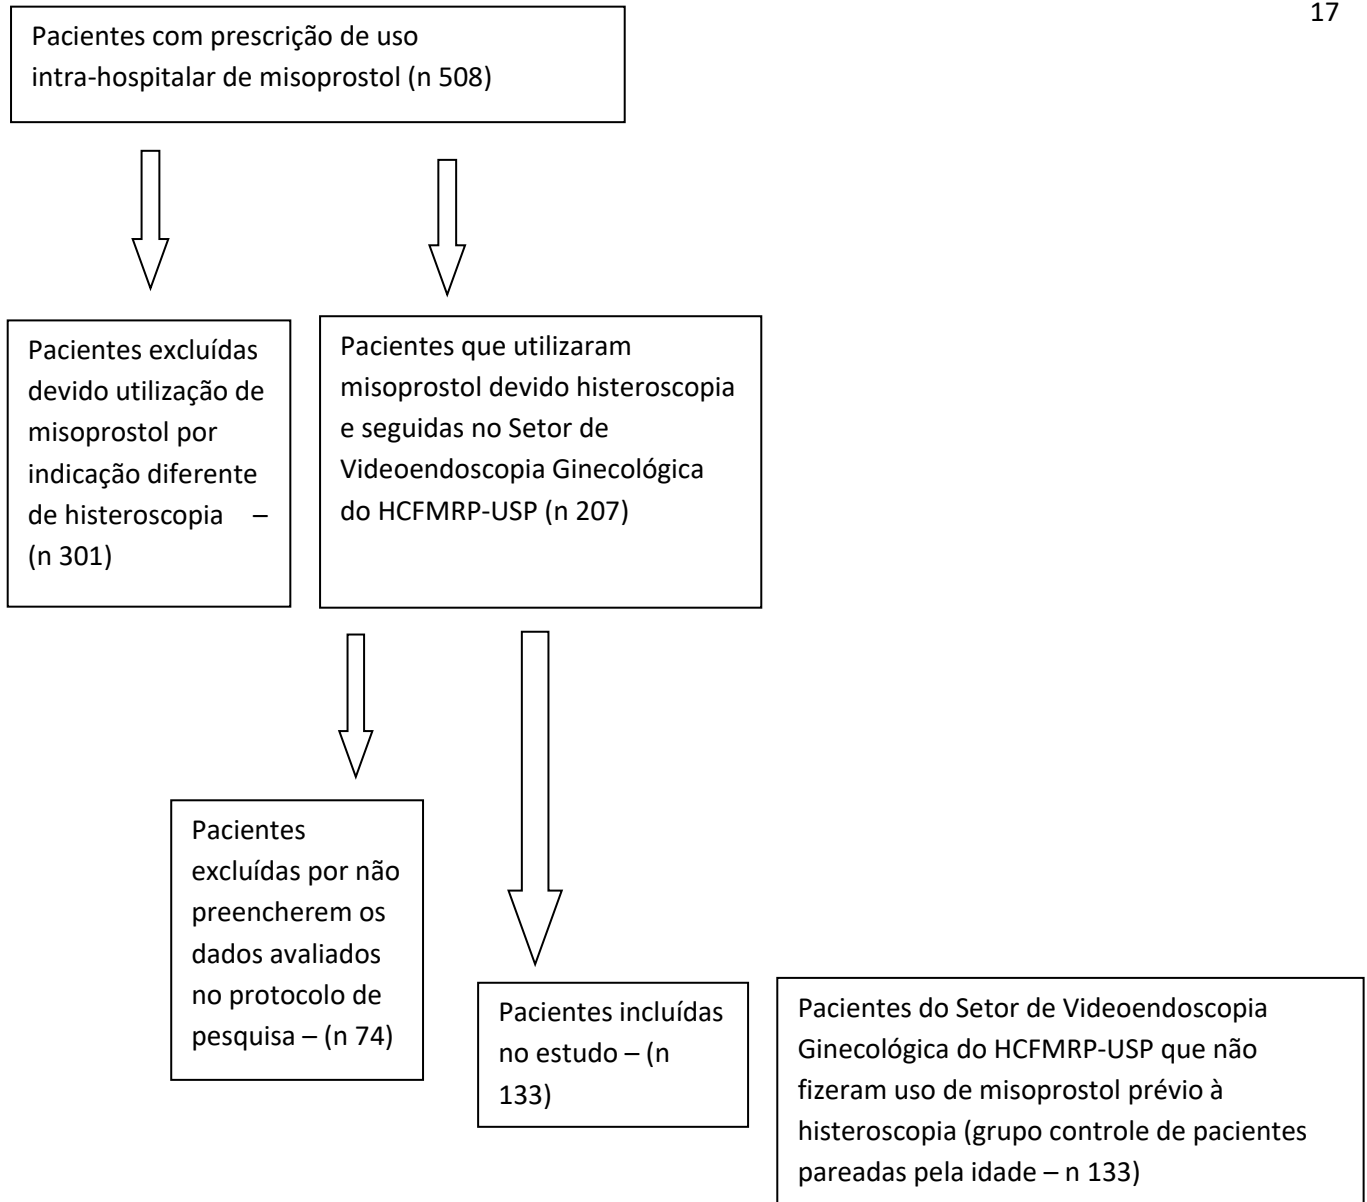 17
Pacientes com prescrição de uso
intra-hospitalar de misoprostol (n 508)
Pacientes excluídas
devido utilização de
misoprostol por
indicação diferente
de histeroscopia –
(n 301)
Pacientes que utilizaram
misoprostol devido histeroscopia
e seguidas no Setor de
Videoendoscopia Ginecológica
do HCFMRP-USP (n 207)
Pacientes
excluídas por não
preencherem os
dados avaliados
no protocolo de
pesquisa – (n 74)
Pacientes incluídas
no estudo – (n
133)
Pacientes do Setor de Videoendoscopia
Ginecológica do HCFMRP-USP que não
fizeram uso de misoprostol prévio à
histeroscopia (grupo controle de pacientes
pareadas pela idade – n 133)